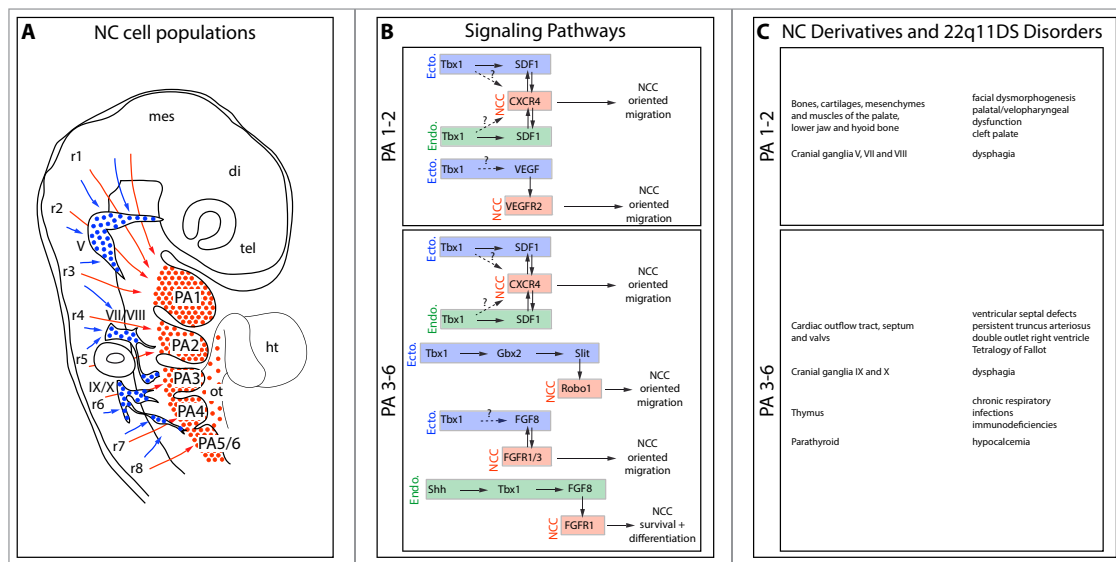 A NC cell populations
mes
r1
di
r2
tel
V
r3
PA1
VII/VIII
r4
PA2
ht
r5
PA3
IX/X
ot
r6
PA4
r7
PA5/6
r8
B Signaling Pathways
PA 1-2
Ecto.
Tbx1 SDF1
?
NCC
CXCR4
NCC
oriented
migration
?
Endo.
Tbx1 SDF1
Ecto.
?
Tbx1 VEGF
NCC
VEGFR2
NCC
oriented
migration
PA 3-6
Ecto.
Tbx1 SDF1
?
NCC
CXCR4
NCC
oriented
migration
?
Endo.
Tbx1 SDF1
Ecto.
Tbx1 Gbx2 Slit
NCC
Robo1
NCC
oriented
migration
Ecto.
?
Tbx1 FGF8
NCC
FGFR1/3
NCC
oriented
migration
Endo.
Shh Tbx1 FGF8
NCC
FGFR1
NCC
survival +
differentiation
C NC Derivatives and 22q11DS Disorders
PA 1-2
Bones, cartilages, mesenchymes
and muscles of the palate,
lower jaw and hyoid bone
facial dysmorphogenesis
palatal/velopharyngeal
dysfunction
cleft palate
Cranial ganglia V, VII and VIII
dysphagia
PA 3-6
Cardiac outflow tract, septum
and valvs
ventricular septal defects
persistent truncus arteriosus
double outlet right ventricle
Tetralogy of Fallot
Cranial ganglia IX and X
dysphagia
Thymus
chronic respiratory
infections
immunodeficiencies
Parathyroid
hypocalcemia